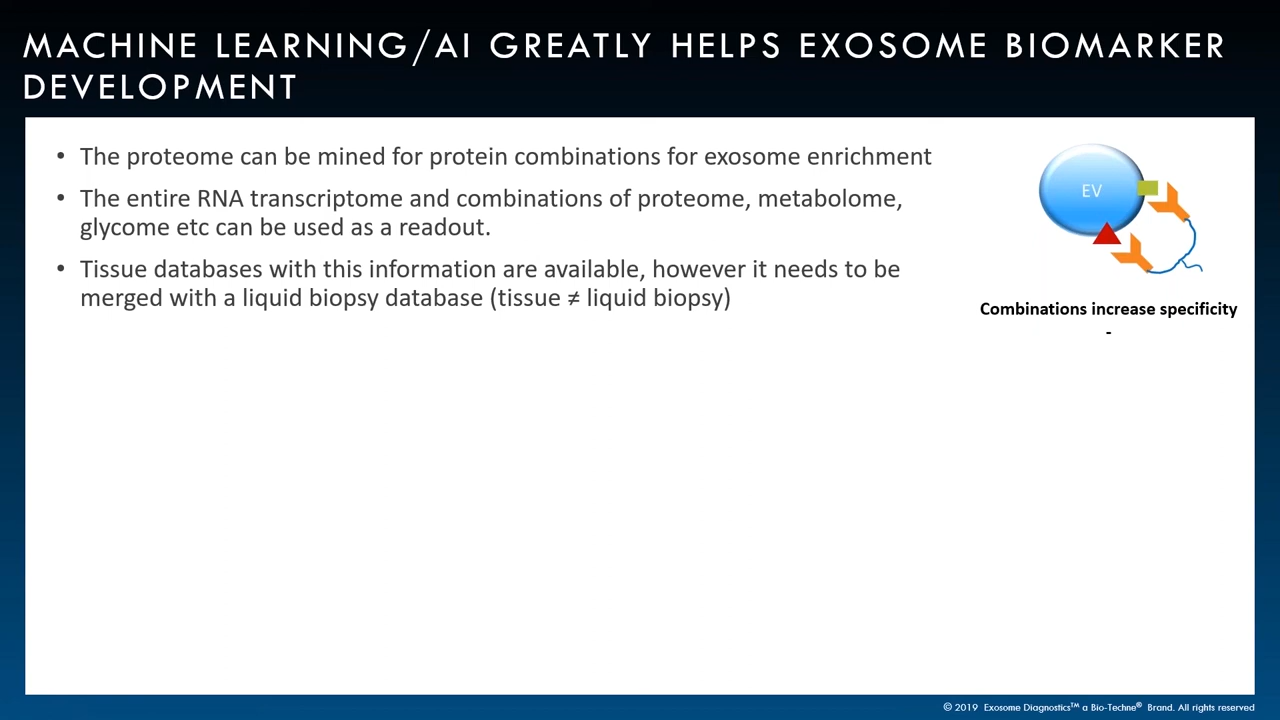 MACHINE LEARNING/AI GREATLY HELPS EXOSOME BIOMARKER
DEVELOPMENT
• The proteome can be mined for protein combinations for exosome enrichment
• The entire RNA transcriptome and combinations of proteome, metabolome,
glycome etc can be used as a readout.
• Tissue databases with this information are available, however it needs to be
merged with a liquid biopsy database (tissue ≠ liquid biopsy)
EV
Combinations increase specificity
-
© 2019 Exosome Diagnostics™ a Bio-Techne® Brand. All rights reserved